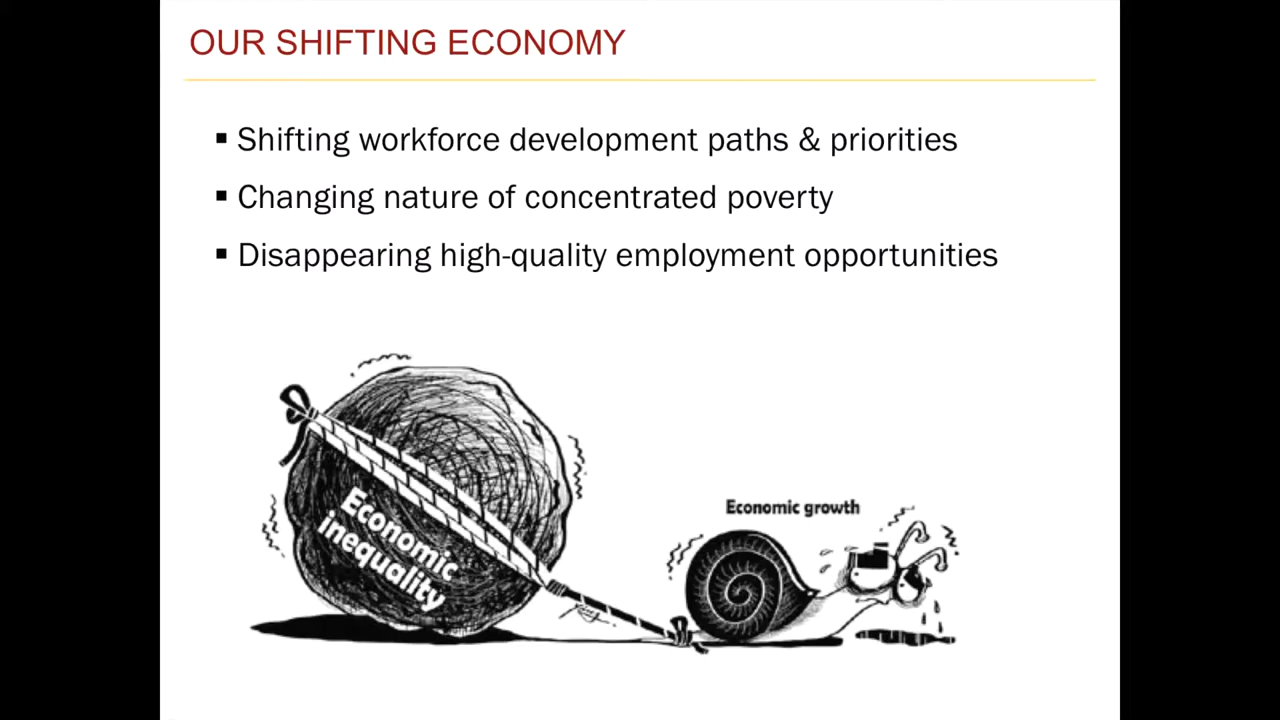 OUR SHIFTING ECONOMY
▪ Shifting workforce development paths & priorities
▪ Changing nature of concentrated poverty
▪ Disappearing high-quality employment opportunities
Economic growth
Economic
inequality